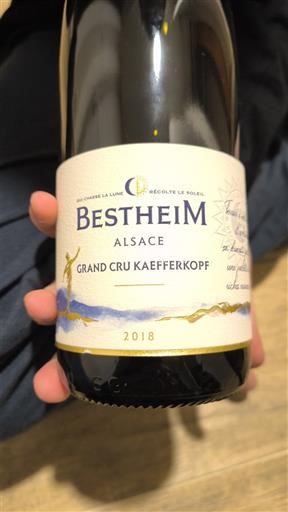 QUI CHASSE LA LUNE RÉCOLTE LE SOLEIL
BESTHEIM
ALSACE
GRAND CRU KAEFFERKOPF
2018